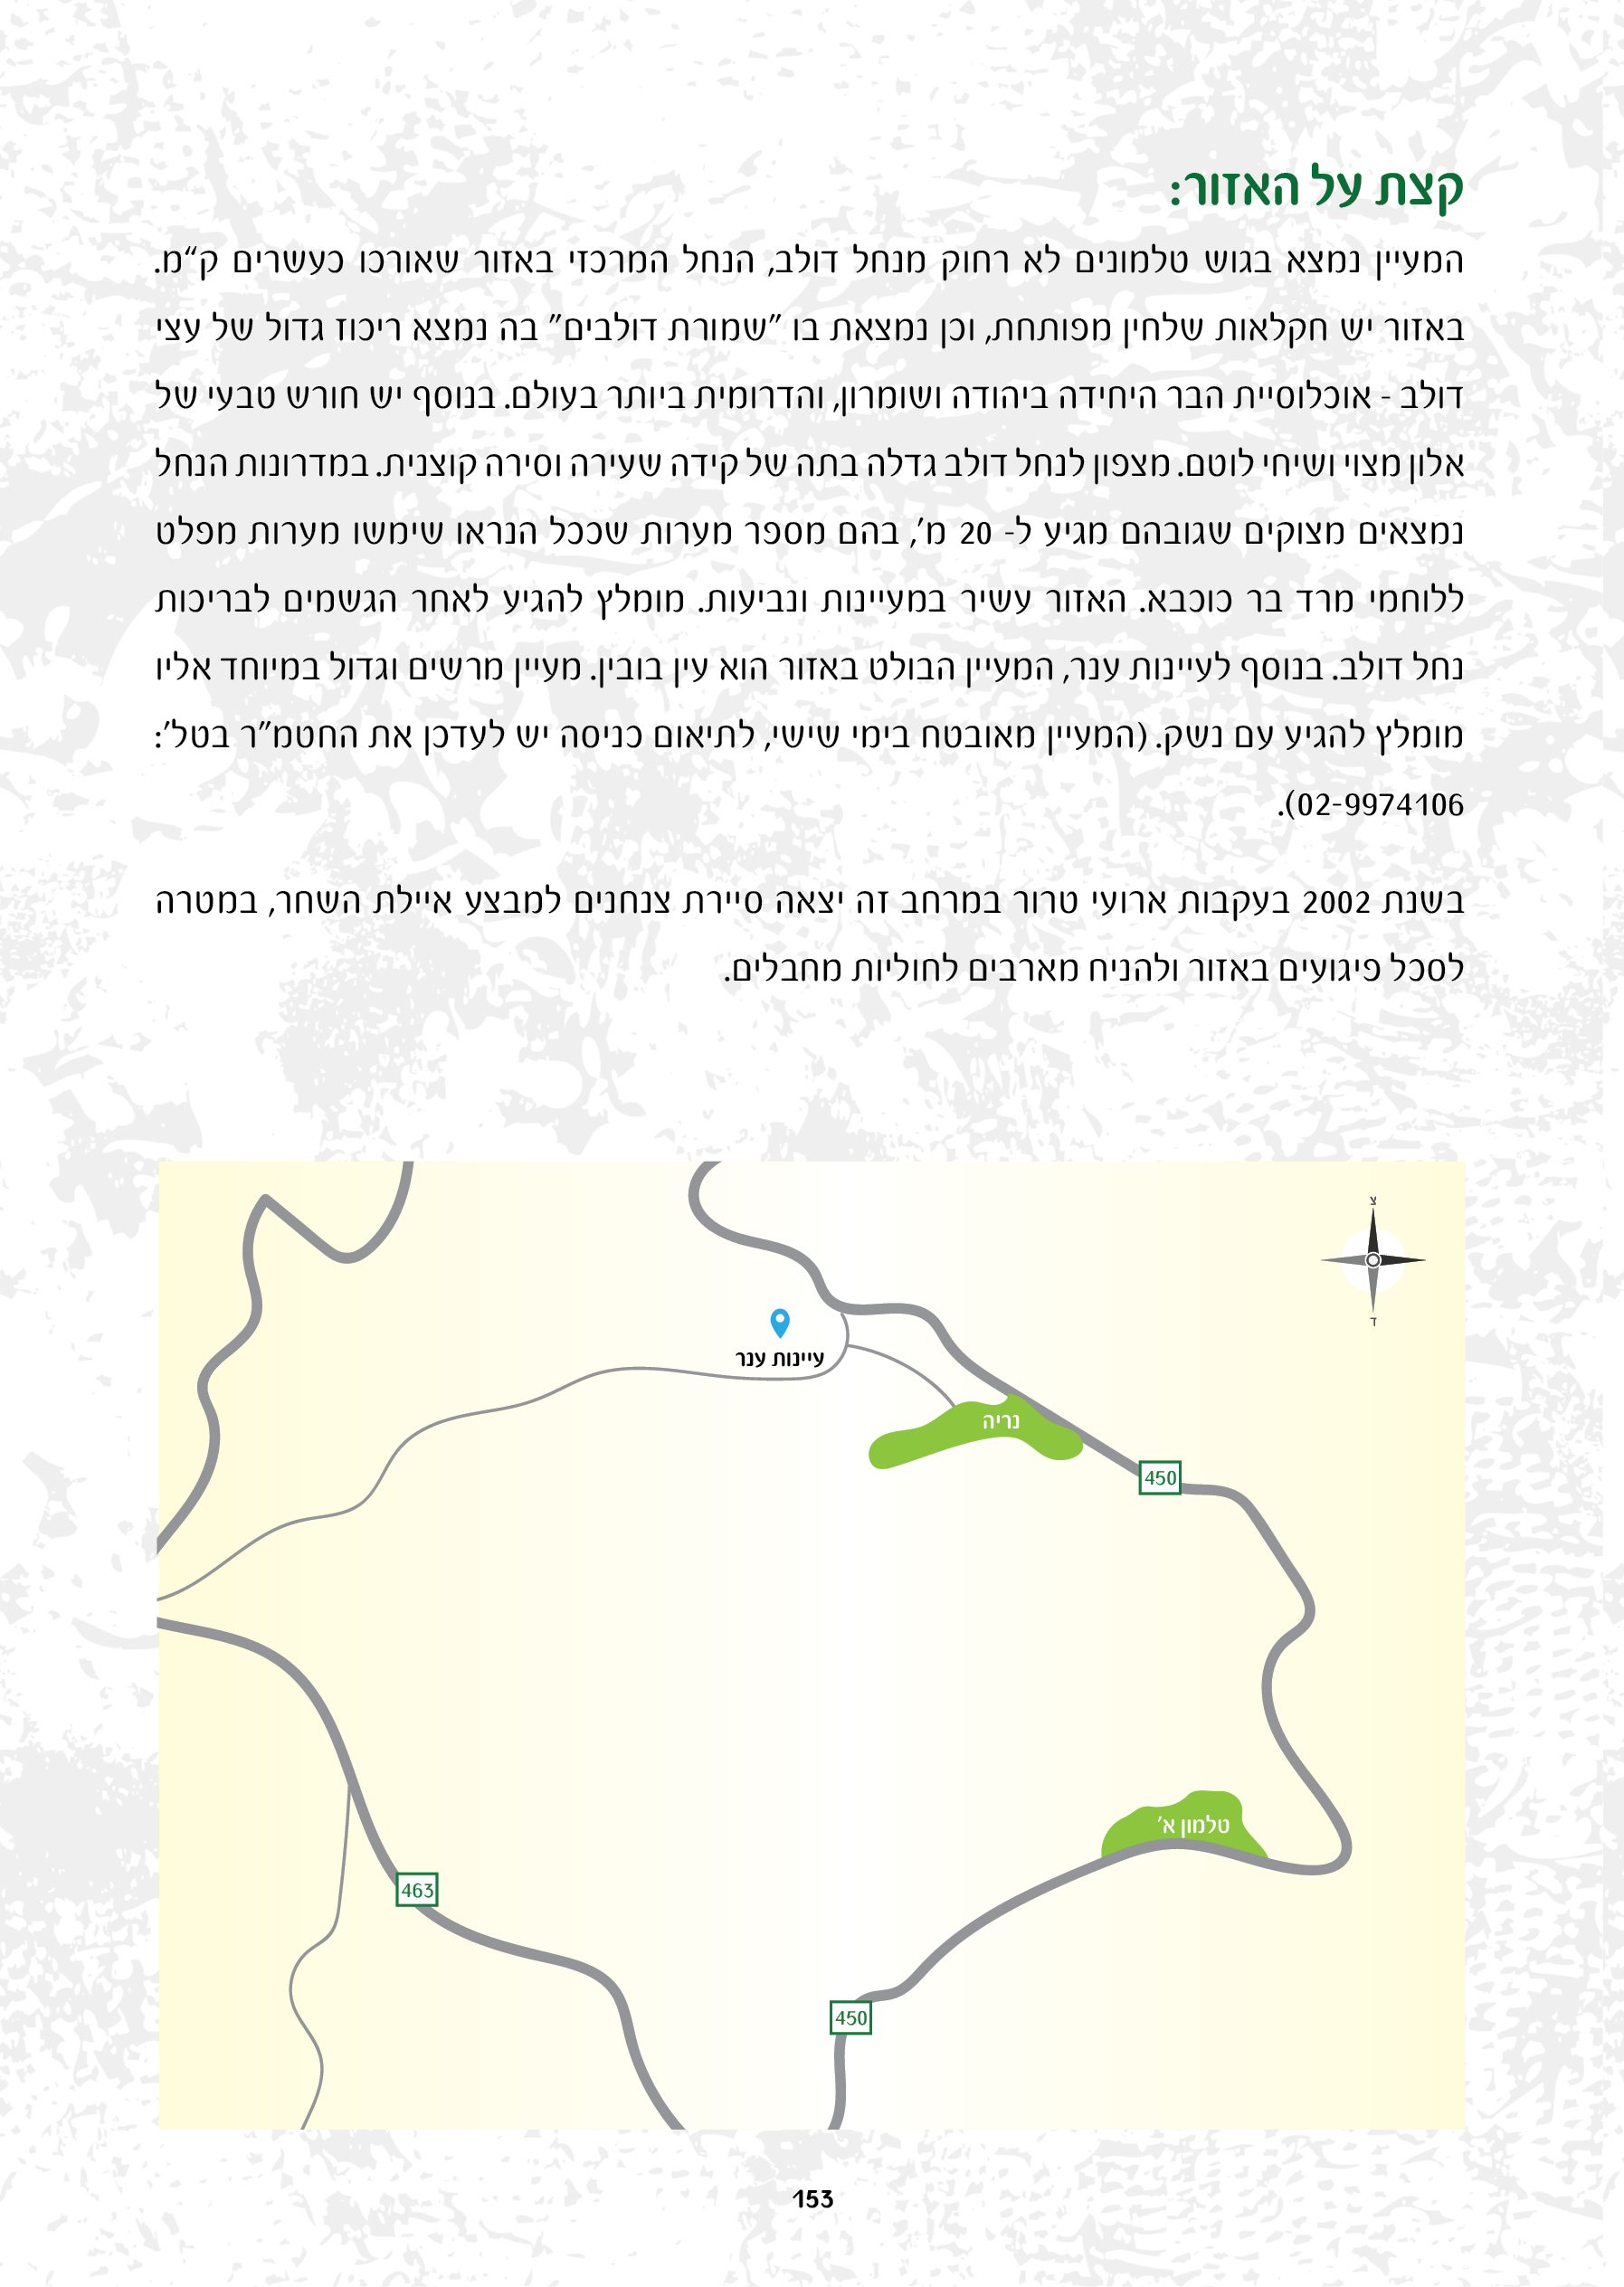 קצת על האזור:
המעיין נמצא בגוש טלמונים לא רחוק מנחל דולב, הנחל המרכזי באזור שאורכו כעשרים ק“מ.
באזור יש חקלאות שלחין מפותחת, וכן נמצאת בו ”שמורת דולבים” בה נמצא ריכוז גדול של עצי
דולב - אוכלוסיית הבר היחידה ביהודה ושומרון, והדרומית ביותר בעולם. בנוסף יש חורש טבעי של
אלון מצוי ושיחי לוטם. מצפון לנחל דולב גדלה בתה של קידה שעירה וסירה קוצנית. במדרונות הנחל
נמצאים מצוקים שגובהם מגיע ל- 20 מ’, בהם מספר מערות שככל הנראו שימשו מערות מפלט
ללוחמי מרד בר כוכבא. האזור עשיר במעיינות ונביעות. מומלץ להגיע לאחר הגשמים לבריכות
נחל דולב. בנוסף לעיינות ענר, המעיין הבולט באזור הוא עין בובין. מעיין מרשים וגדול במיוחד אליו
מומלץ להגיע עם נשק. (המעיין מאובטח בימי שישי, לתיאום כניסה יש לעדכן את החטמ”ר בטל’:
02-9974106).
בשנת 2002 בעקבות ארועי טרור במרחב זה יצאה סיירת צנחנים למבצע איילת השחר, במטרה
לסכל פיגועים באזור ולהניח מארבים לחוליות מחבלים.
צ
ד
עיינות ענר
נריה
450
טלמון א’
463
450
153